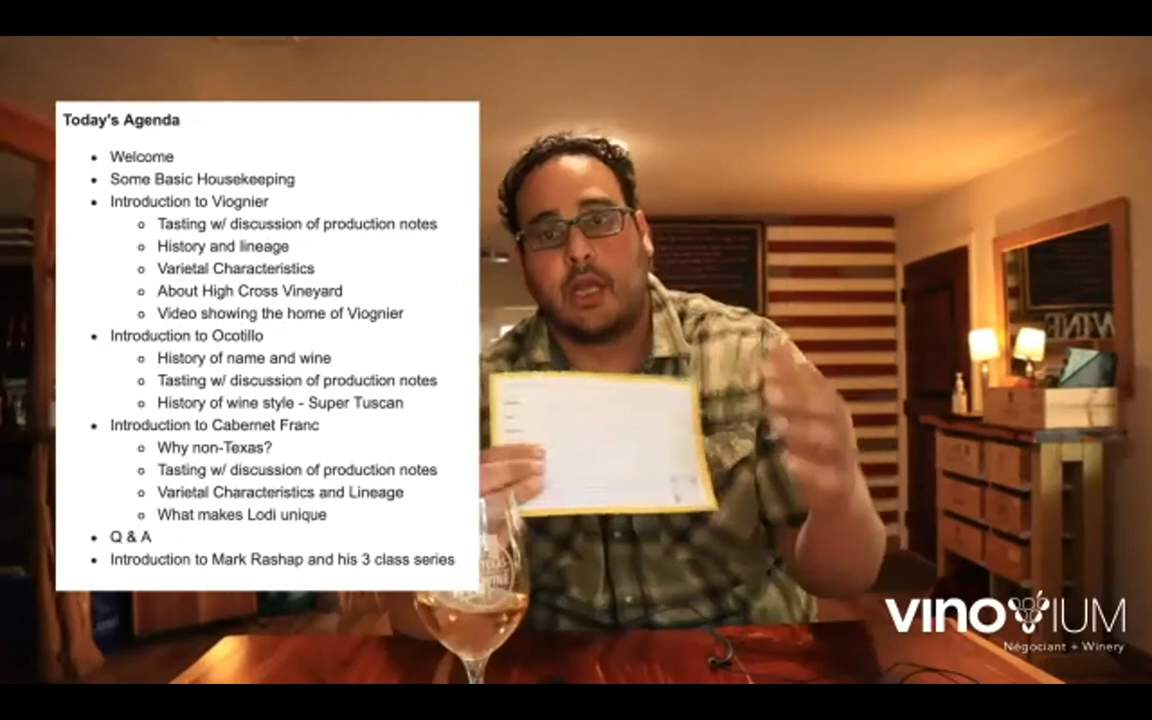 Today's Agenda
• Welcome
• Some Basic Housekeeping
• Introduction to Viognier
o Tasting w/ discussion of production notes
o History and lineage
o Varietal Characteristics
o About High Cross Vineyard
o Video showing the home of Viognier
• Introduction to Ocotillo
o History of name and wine
o Tasting w/ discussion of production notes
o History of wine style - Super Tuscan
• Introduction to Cabernet Franc
o Why non-Texas?
o Tasting w/ discussion of production notes
o Varietal Characteristics and Lineage
o What makes Lodi unique
• Q & A
• Introduction to Mark Rashap and his 3 class series
WINE
VINOVIUM
Négociant + Winery